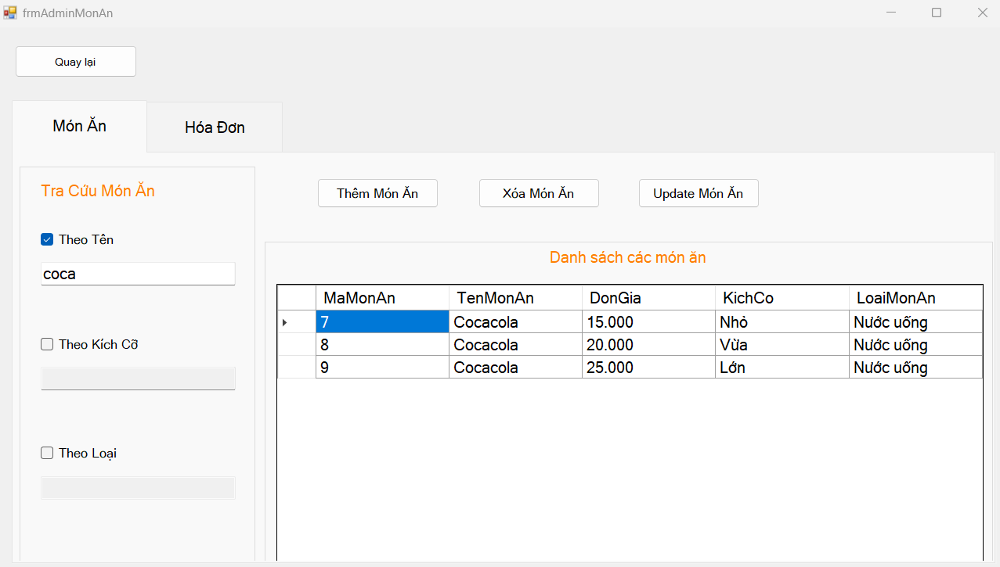 frmAdminMonAn
Quay lại
Món Ăn
Hóa Đơn
Tra Cứu Món Ăn
Theo Tên
coca
Theo Kích Cỡ
Theo Loại
Thêm Món Ăn
Xóa Món Ăn
Update Món Ăn
Danh sách các món ăn
MaMonAn TenMonAn DonGia KichCo LoaiMonAn
7 Cocacola 15.000 Nhỏ Nước uống
8 Cocacola 20.000 Vừa Nước uống
9 Cocacola 25.000 Lớn Nước uống